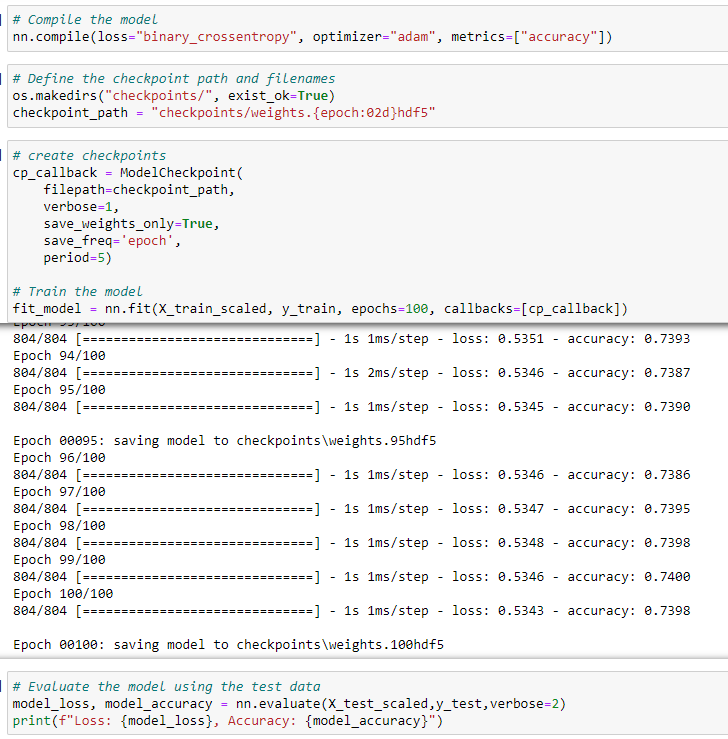 # Compile the model
nn.compile(loss="binary_crossentropy", optimizer="adam", metrics=["accuracy"])
# Define the checkpoint path and filenames
os.makedirs("checkpoints/", exist_ok=True)
checkpoint_path = "checkpoints/weights.{epoch:02d}hdf5"
# create checkpoints
cp_callback = ModelCheckpoint(
    filepath=checkpoint_path,
    verbose=1,
    save_weights_only=True,
    save_freq='epoch',
    period=5)
# Train the model
fit_model = nn.fit(X_train_scaled, y_train, epochs=100, callbacks=[cp_callback])
804/804 [==============================] - 1s 1ms/step - loss: 0.5351 - accuracy: 0.7393
Epoch 94/100
804/804 [==============================] - 1s 2ms/step - loss: 0.5346 - accuracy: 0.7387
Epoch 95/100
804/804 [==============================] - 1s 1ms/step - loss: 0.5345 - accuracy: 0.7390
Epoch 00095: saving model to checkpoints\weights.95hdf5
Epoch 96/100
804/804 [==============================] - 1s 1ms/step - loss: 0.5346 - accuracy: 0.7386
Epoch 97/100
804/804 [==============================] - 1s 1ms/step - loss: 0.5347 - accuracy: 0.7395
Epoch 98/100
804/804 [==============================] - 1s 1ms/step - loss: 0.5348 - accuracy: 0.7398
Epoch 99/100
804/804 [==============================] - 1s 1ms/step - loss: 0.5346 - accuracy: 0.7400
Epoch 100/100
804/804 [==============================] - 1s 1ms/step - loss: 0.5343 - accuracy: 0.7398
Epoch 00100: saving model to checkpoints\weights.100hdf5
# Evaluate the model using the test data
model_loss, model_accuracy = nn.evaluate(X_test_scaled,y_test,verbose=2)
print(f"Loss: {model_loss}, Accuracy: {model_accuracy}")